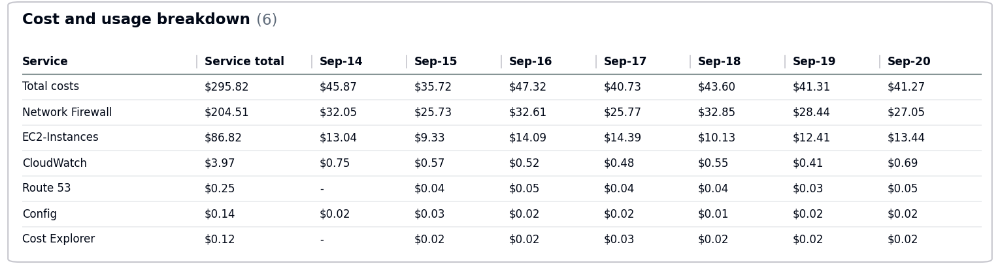 Cost and usage breakdown (6)
Service Service total Sep-14 Sep-15 Sep-16 Sep-17 Sep-18 Sep-19 Sep-20
Total costs $295.82 $45.87 $35.72 $47.32 $40.73 $43.60 $41.31 $41.27
Network Firewall $204.51 $32.05 $25.73 $32.61 $25.77 $32.85 $28.44 $27.05
EC2-Instances $86.82 $13.04 $9.33 $14.09 $14.39 $10.13 $12.41 $13.44
CloudWatch $3.97 $0.75 $0.57 $0.52 $0.48 $0.55 $0.41 $0.69
Route 53 $0.25 - $0.04 $0.05 $0.04 $0.04 $0.03 $0.05
Config $0.14 $0.02 $0.03 $0.02 $0.02 $0.01 $0.02 $0.02
Cost Explorer $0.12 - $0.02 $0.02 $0.03 $0.02 $0.02 $0.02